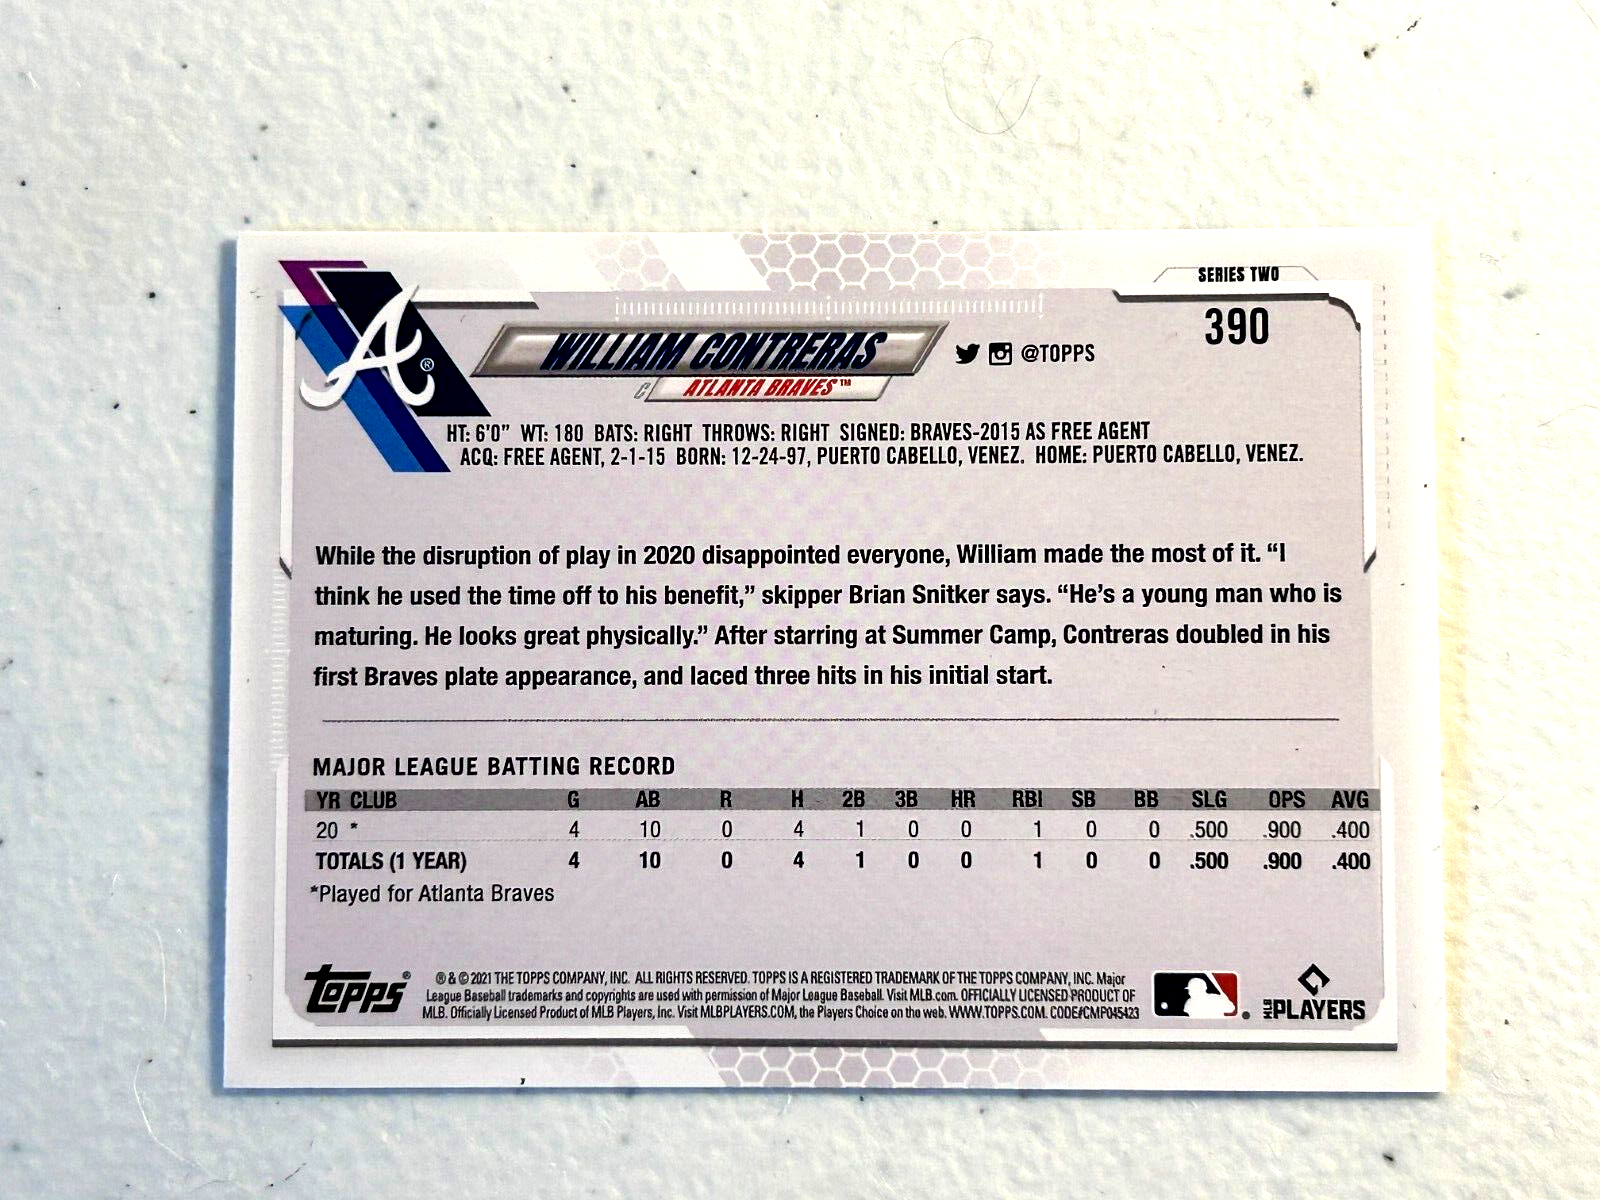 SERIES TWO
390
A®
WILLIAM CONTRERAS
@TOPPS
C ATLANTA BRAVES™
HT: 6'0" WT: 180 BATS: RIGHT THROWS: RIGHT SIGNED: BRAVES-2015 AS FREE AGENT
ACQ: FREE AGENT, 2-1-15 BORN: 12-24-97, PUERTO CABELLO, VENEZ. HOME: PUERTO CABELLO, VENEZ.
While the disruption of play in 2020 disappointed everyone, William made the most of it. “I
think he used the time off to his benefit,” skipper Brian Snitker says. “He’s a young man who is
maturing. He looks great physically.” After starring at Summer Camp, Contreras doubled in his
first Braves plate appearance, and laced three hits in his initial start.
MAJOR LEAGUE BATTING RECORD
YR CLUB G AB R H 2B 3B HR RBI SB BB SLG OPS AVG
20 * 4 10 0 4 1 0 0 1 0 0 .500 .900 .400
TOTALS (1 YEAR) 4 10 0 4 1 0 0 1 0 0 .500 .900 .400
*Played for Atlanta Braves
TOPPS®
® & © 2021 THE TOPPS COMPANY, INC. ALL RIGHTS RESERVED. TOPPS IS A REGISTERED TRADEMARK OF THE TOPPS COMPANY, INC. Major
League Baseball trademarks and copyrights are used with permission of Major League Baseball. Visit MLB.com. OFFICIALLY LICENSED PRODUCT OF
MLB. Officially Licensed Product of MLB Players, Inc. Visit MLBPLAYERS.COM, the Players Choice on the web. WWW.TOPPS.COM. CODE#CMP045423
MLB PLAYERS